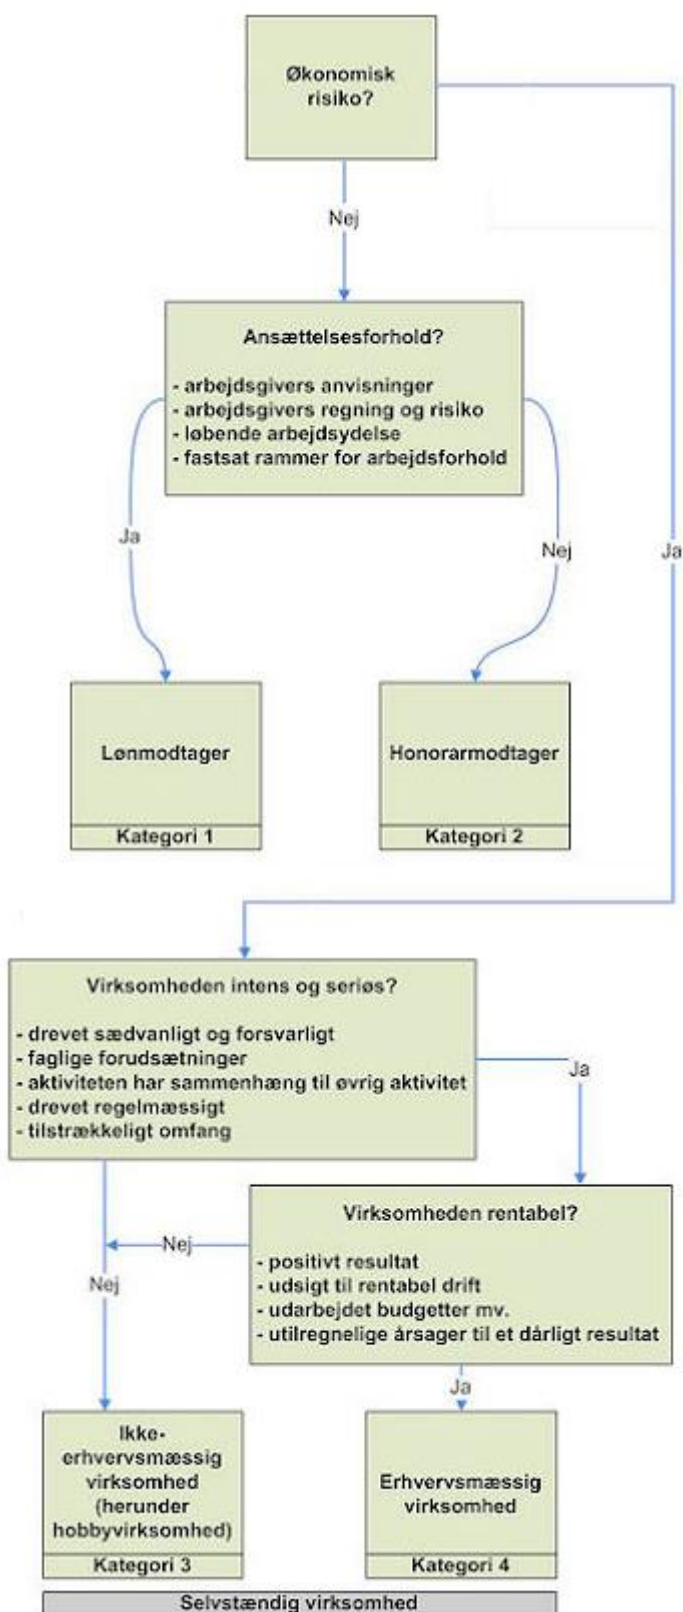 Økonomisk
risiko?
Nej
Ansættelsesforhold?
- arbejdsgivers anvisninger
- arbejdsgivers regning og risiko
- løbende arbejdsydelse
- fastsat rammer for arbejdsforhold
Ja
Nej
Ja
Lønmodtager
Kategori 1
Honorarmodtager
Kategori 2
Virksomheden intens og seriøs?
- drevet sædvanligt og forsvarligt
- faglige forudsætninger
- aktiviteten har sammenhæng til øvrig aktivitet
- drevet regelmæssigt
- tilstrækkeligt omfang
Ja
Virksomheden rentabel?
- positivt resultat
- udsigt til rentabel drift
- udarbejdet budgetter mv.
- utilregnelige årsager til et dårligt resultat
Nej
Nej
Ja
Ikke-
erhvervsmæssig
virksomhed
(herunder
hobbyvirksomhed)
Kategori 3
Erhvervsmæssig
virksomhed
Kategori 4
Selvstændig virksomhed